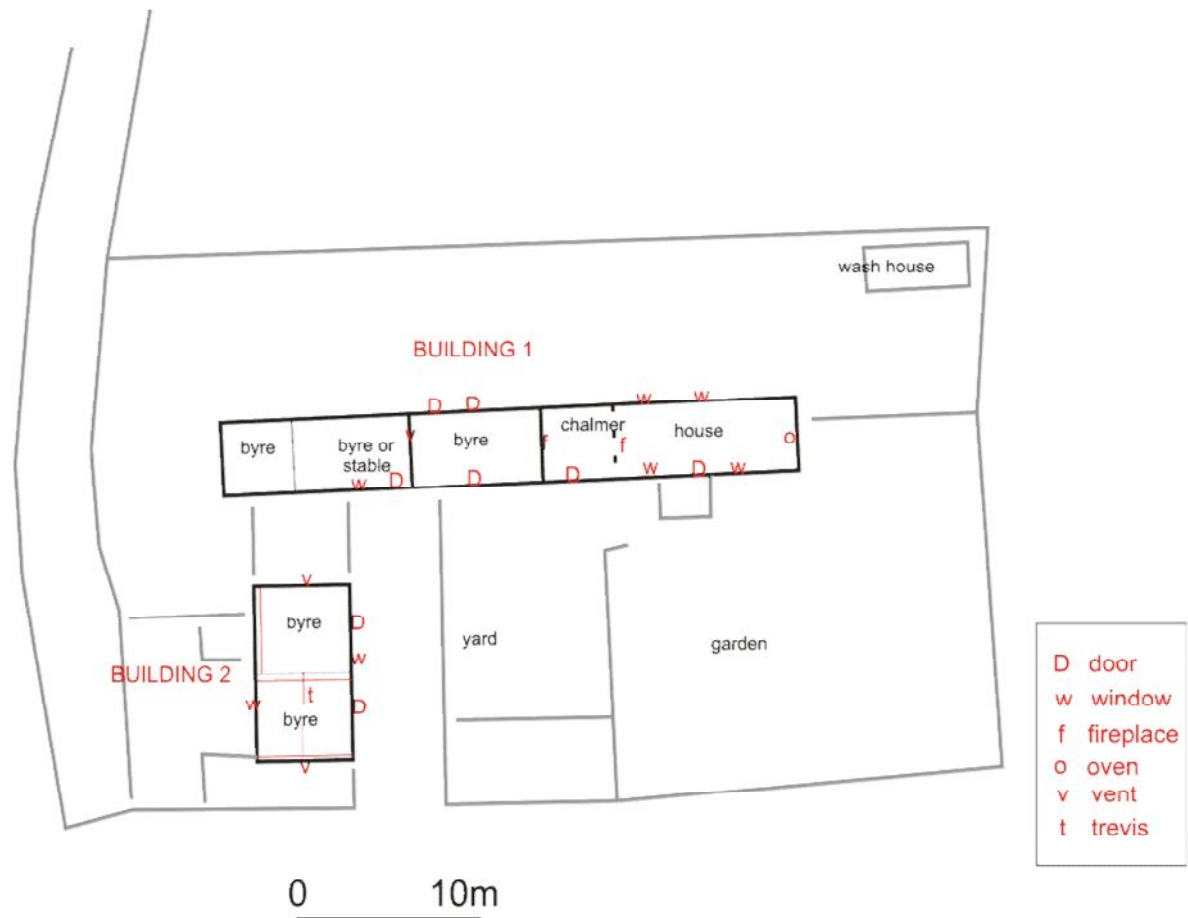 wash house
BUILDING 1
D D w w
byre
byre or
stable
v
byre
f
chalmer
f
house
o
w D D D w D w
v
byre
D
w
BUILDING 2
w
t
D
byre
v
yard
garden
D door
w window
f fireplace
o oven
v vent
t trevis
0 10m